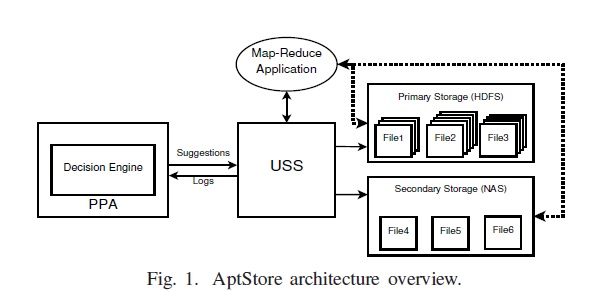 Map-Reduce
Application
Primary Storage (HDFS)
File1
File2
File3
Decision Engine
PPA
Suggestions
Logs
USS
Secondary Storage (NAS)
File4
File5
File6
Fig. 1. AptStore architecture overview.